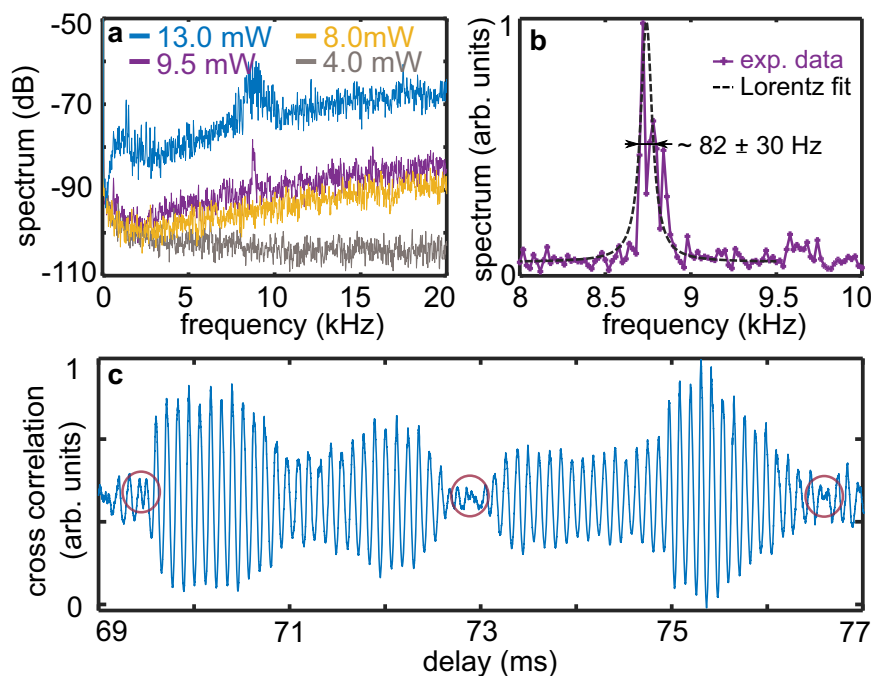 a
13.0 mW
8.0mW
9.5 mW
4.0 mW
-50
-70
-90
-110
spectrum (dB)
0
5
10
15
20
frequency (kHz)
b
exp. data
Lorentz fit
~ 82 ± 30 Hz
1
0
spectrum (arb. units)
8
8.5
9
9.5
10
frequency (kHz)
c
1
0
cross correlation
(arb. units)
69
71
73
75
77
delay (ms)